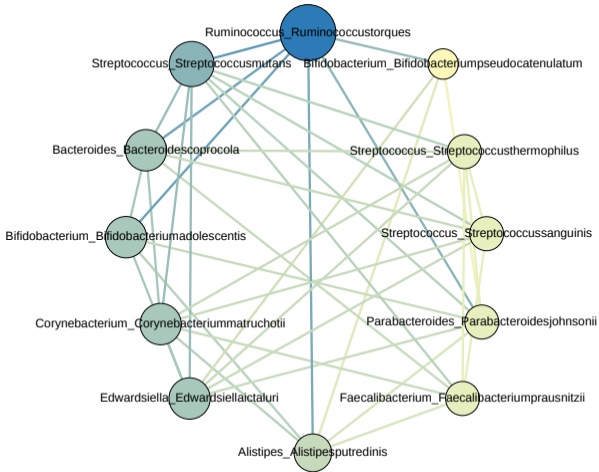 Ruminococcus_Ruminococcustorques
Streptococcus_Streptococcusmutans
Bifidobacterium_Bifidobacteriumpseudocatenulatum
Bacteroides_Bacteroidescoprocola
Streptococcus_Streptococcusthermophilus
Bifidobacterium_Bifidobacteriumadolescentis
Streptococcus_Streptococcussanguinis
Corynebacterium_Corynebacteriummatruchotii
Parabacteroides_Parabacteroidesjohnsonii
Edwardsiella_Edwardsiellaictaluri
Faecalibacterium_Faecalibacteriumprausnitzii
Alistipes_Alistipesputredinis